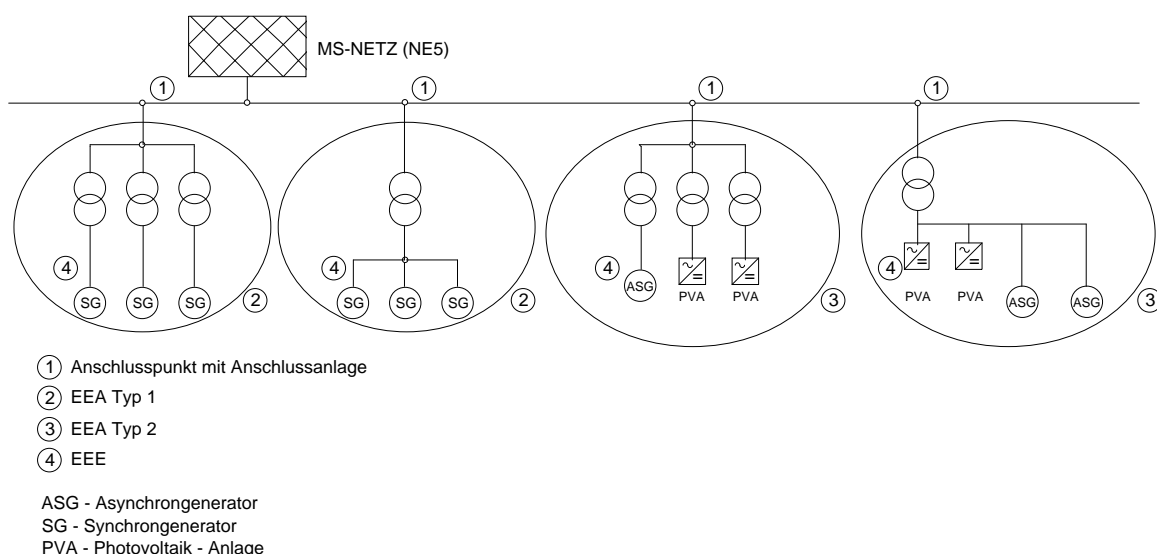 MS-NETZ (NE5)
1 1 1 1
4 4 4 4
SG SG SG 2
SG SG SG 2
ASG PVA PVA 3
PVA PVA ASG ASG 3
1 Anschlusspunkt mit Anschlussanlage
2 EEA Typ 1
3 EEA Typ 2
4 EEE
ASG - Asynchrongenerator
SG - Synchrongenerator
PVA - Photovoltaik - Anlage